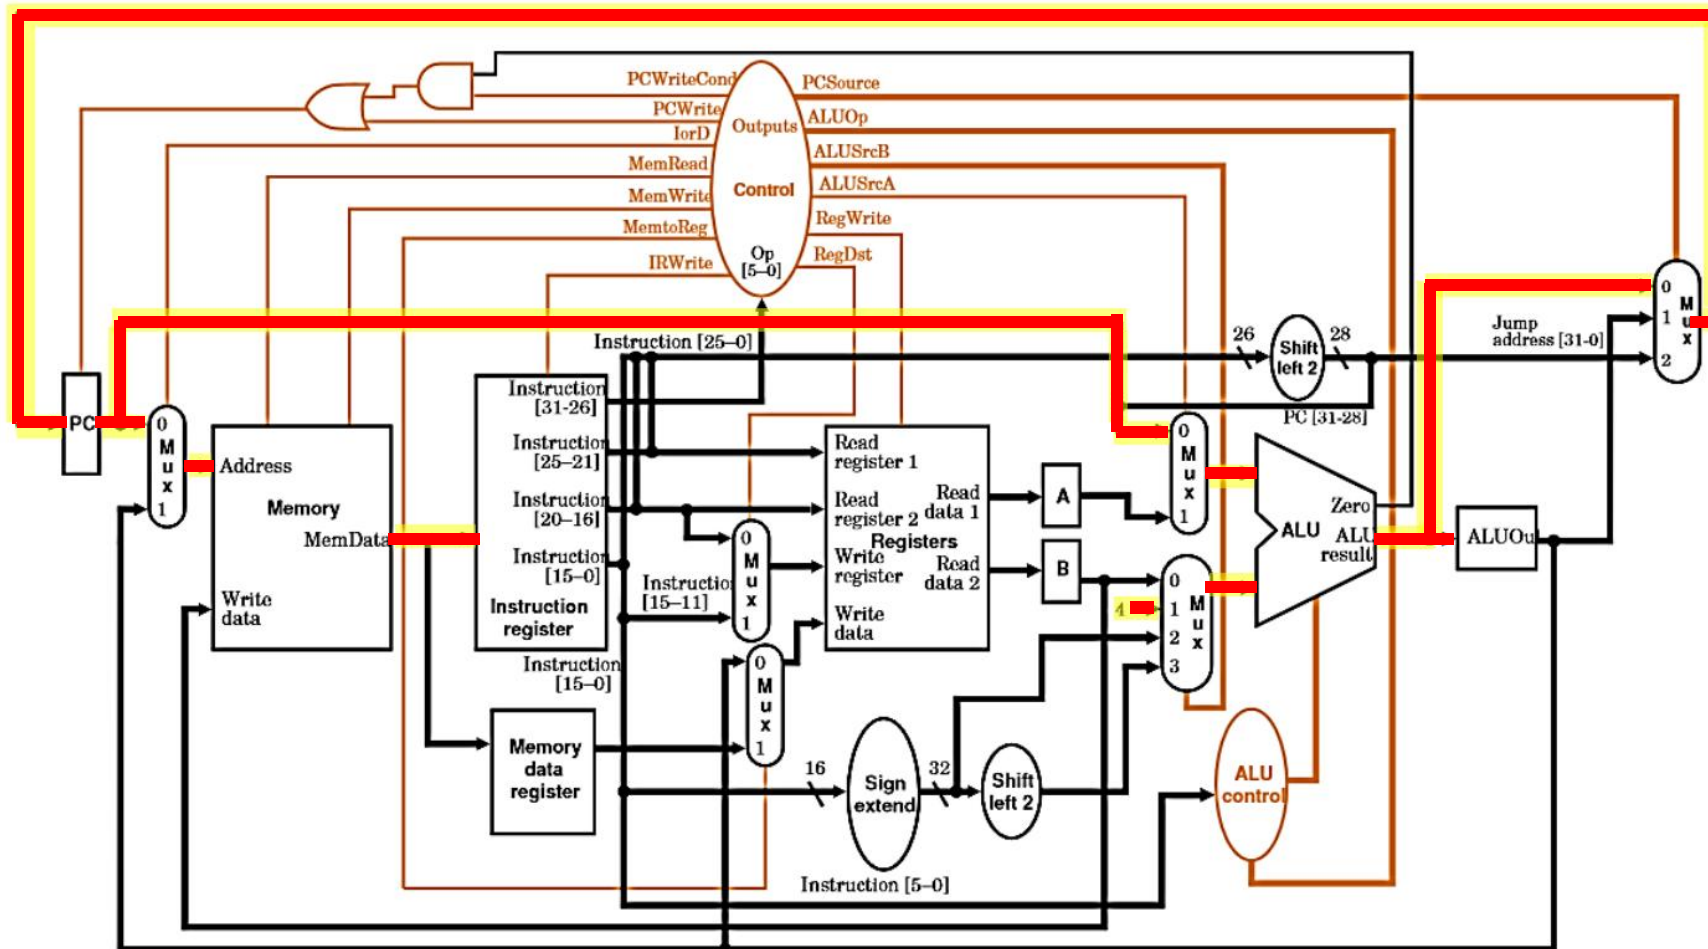 PCWriteCond
PCWrite
IorD
MemRead
MemWrite
MemtoReg
IRWrite
Outputs
Control
Op
[5–0]
PCSource
ALUOp
ALUSrcB
ALUSrcA
RegWrite
RegDst
PC
0
M
u
x
1
Address
Memory
MemData
Write
data
Instruction [25–0]
Instruction
[31-26]
Instruction
[25–21]
Instruction
[20–16]
Instruction
[15–0]
Instruction
register
Instruction
[15–0]
Instruction
[15–11]
Memory
data
register
0
M
u
x
1
0
M
u
x
1
Read
register 1
Read
register 2
Registers
Write
register
Write
data
Read
data 1
Read
data 2
A
B
16
Sign
extend
32
Shift
left 2
Instruction [5–0]
26
Shift
left 2
28
PC [31-28]
Jump
address [31-0]
0
M
u
x
1
4
0
1
2
3
M
u
x
Zero
ALU
ALU
result
ALUOu
ALU
control
0
1
2
M
u
x